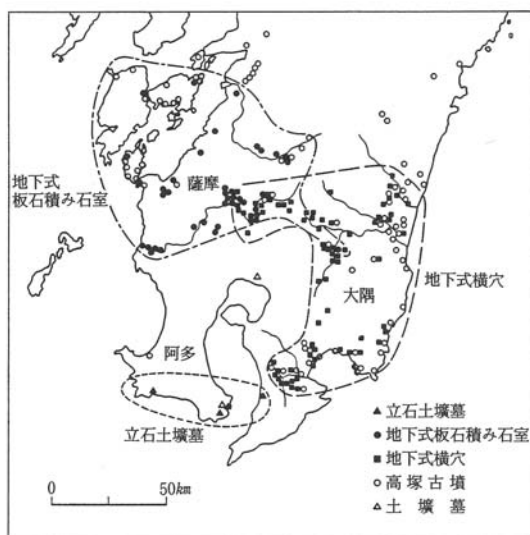 地下式
板石積み石室
薩摩
大隅
地下式横穴
阿多
立石土壙墓
▲立石土壙墓
●地下式板石積み石室
■地下式横穴
○高塚古墳
△土壙墓
0 50km